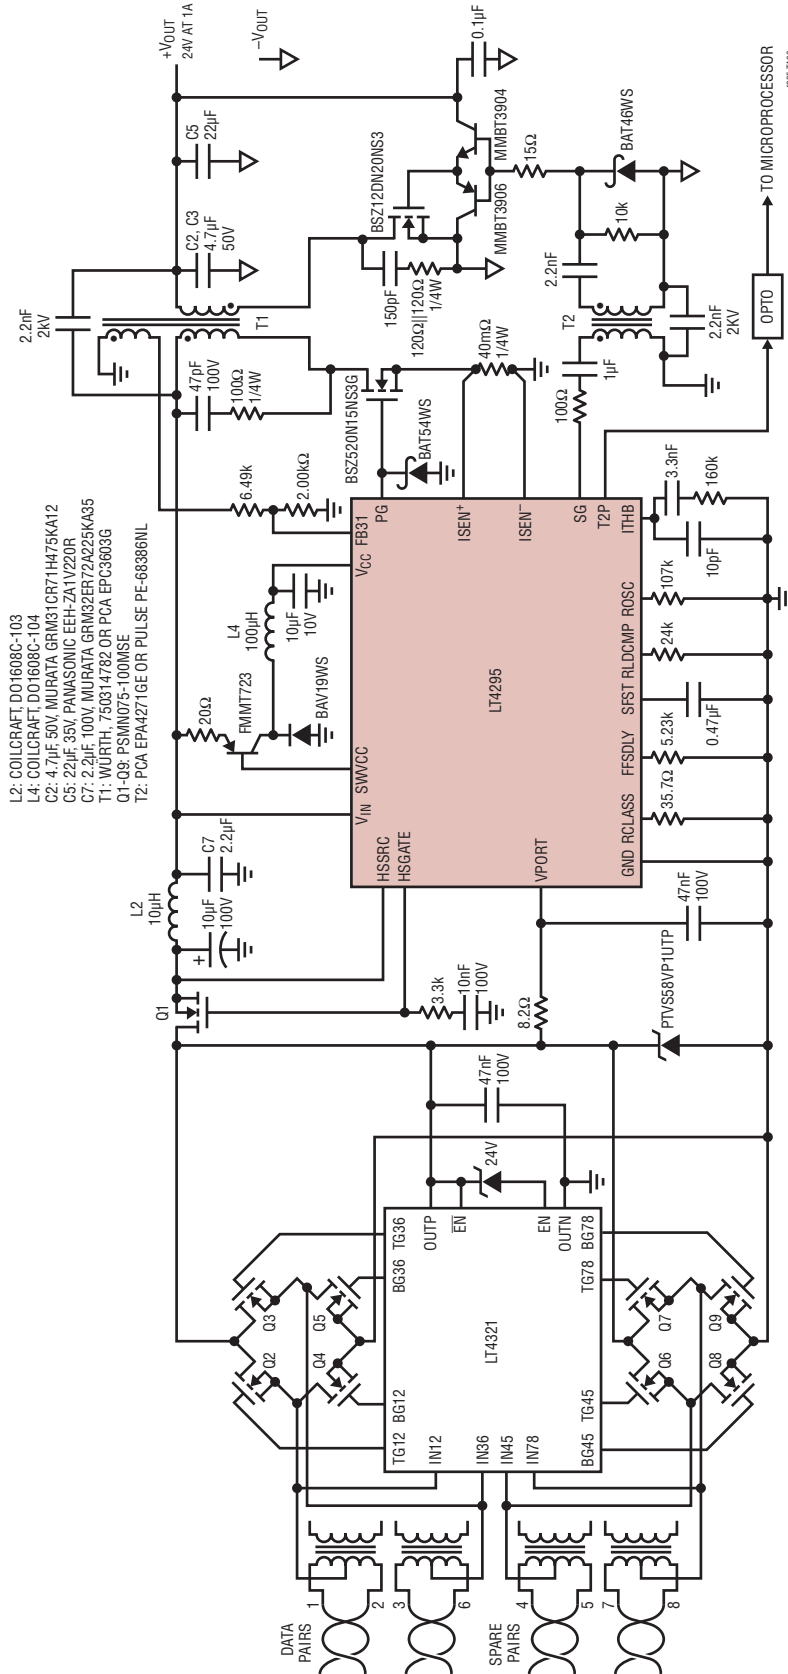 L2: COILCRAFT, DO1608C-103
L4: COILCRAFT, DO1608C-104
C2: 4.7µF, 50V, MURATA GRM31CR71H475KA12
C5: 22µF, 35V, PANASONIC EEH-ZA1V220R
C7: 2.2µF, 100V, MURATA GRM32ER72A225KA35
T1: WÜRTH, 750314782 OR PCA EPC3603G
Q1-Q9: PSMN075-100MSE
T2: PCA EPA4271GE OR PULSE PE-68386NL
DATA
PAIRS
1
2
3
6
SPARE
PAIRS
4
5
7
8
Q2
Q3
Q4
Q5
TG12
BG12
BG36
TG36
IN12
IN36
IN45
IN78
LT4321
OUTP
EN
EN
OUTN
BG45
TG45
TG78
BG78
Q6
Q7
Q8
Q9
24V
47nF
100V
Q1
3.3k
10nF
100V
8.2Ω
PTVS58VP1UTP
47nF
100V
L2
10µH
+
10µF
100V
C7
2.2µF
20Ω
FMMT723
BAV19WS
L4
100µH
10µF
10V
6.49k
2.00kΩ
HSSRC
HSGATE
VIN
SWVCC
VCC
FB31
VPORT
LT4295
PG
ISEN+
ISEN−
SG
T2P
GND
RCLASS
FFSDLY
SFST
RLDCMP
ROSC
ITHB
35.7Ω
5.23k
0.47µF
24k
107k
10pF
3.3nF
160k
2.2nF
2kV
47pF
100V
100Ω
1/4W
T1
C2, C3
4.7µF
50V
C5
22µF
+VOUT
24V AT 1A
−VOUT
BSZ520N15NS3G
BAT54WS
40mΩ
1/4W
150pF
120Ω||120Ω
1/4W
BSZ12DN20NS3
MMBT3906
MMBT3904
0.1µF
15Ω
100Ω
1µF
T2
2.2nF
10k
BAT46WS
2.2nF
2KV
OPTO
TO MICROPROCESSOR